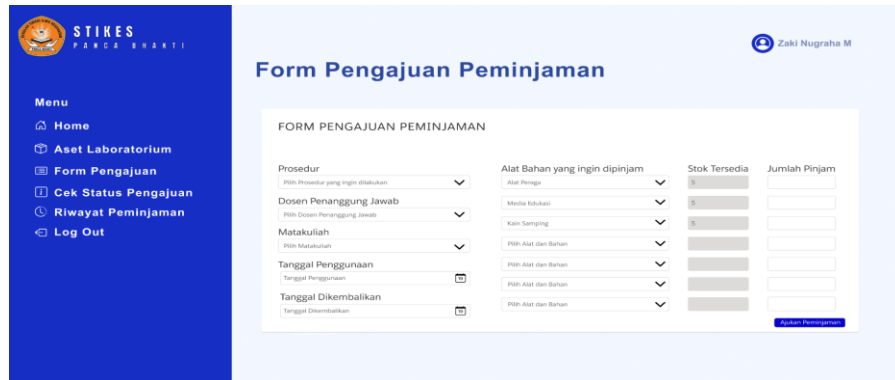 STIKES
PANCA BHAKTI
Zaki Nugraha M
Form Pengajuan Peminjaman
Menu
Home
Aset Laboratorium
Form Pengajuan
Cek Status Pengajuan
Riwayat Peminjaman
Log Out
FORM PENGAJUAN PEMINJAMAN
Prosedur
Pilih Prosedur yang ingin dilakukan
Dosen Penanggung Jawab
Pilih Dosen Penanggung Jawab
Matakuliah
Pilih Matakuliah
Tanggal Penggunaan
Tanggal Penggunaan
Tanggal Dikembalikan
Tanggal Dikembalikan
Alat Bahan yang ingin dipinjam
Stok Tersedia
Jumlah Pinjam
Alat Peraga
5
Media Edukasi
5
Kain Samping
5
Pilih Alat dan Bahan
Pilih Alat dan Bahan
Pilih Alat dan Bahan
Pilih Alat dan Bahan
Ajukan Peminjaman